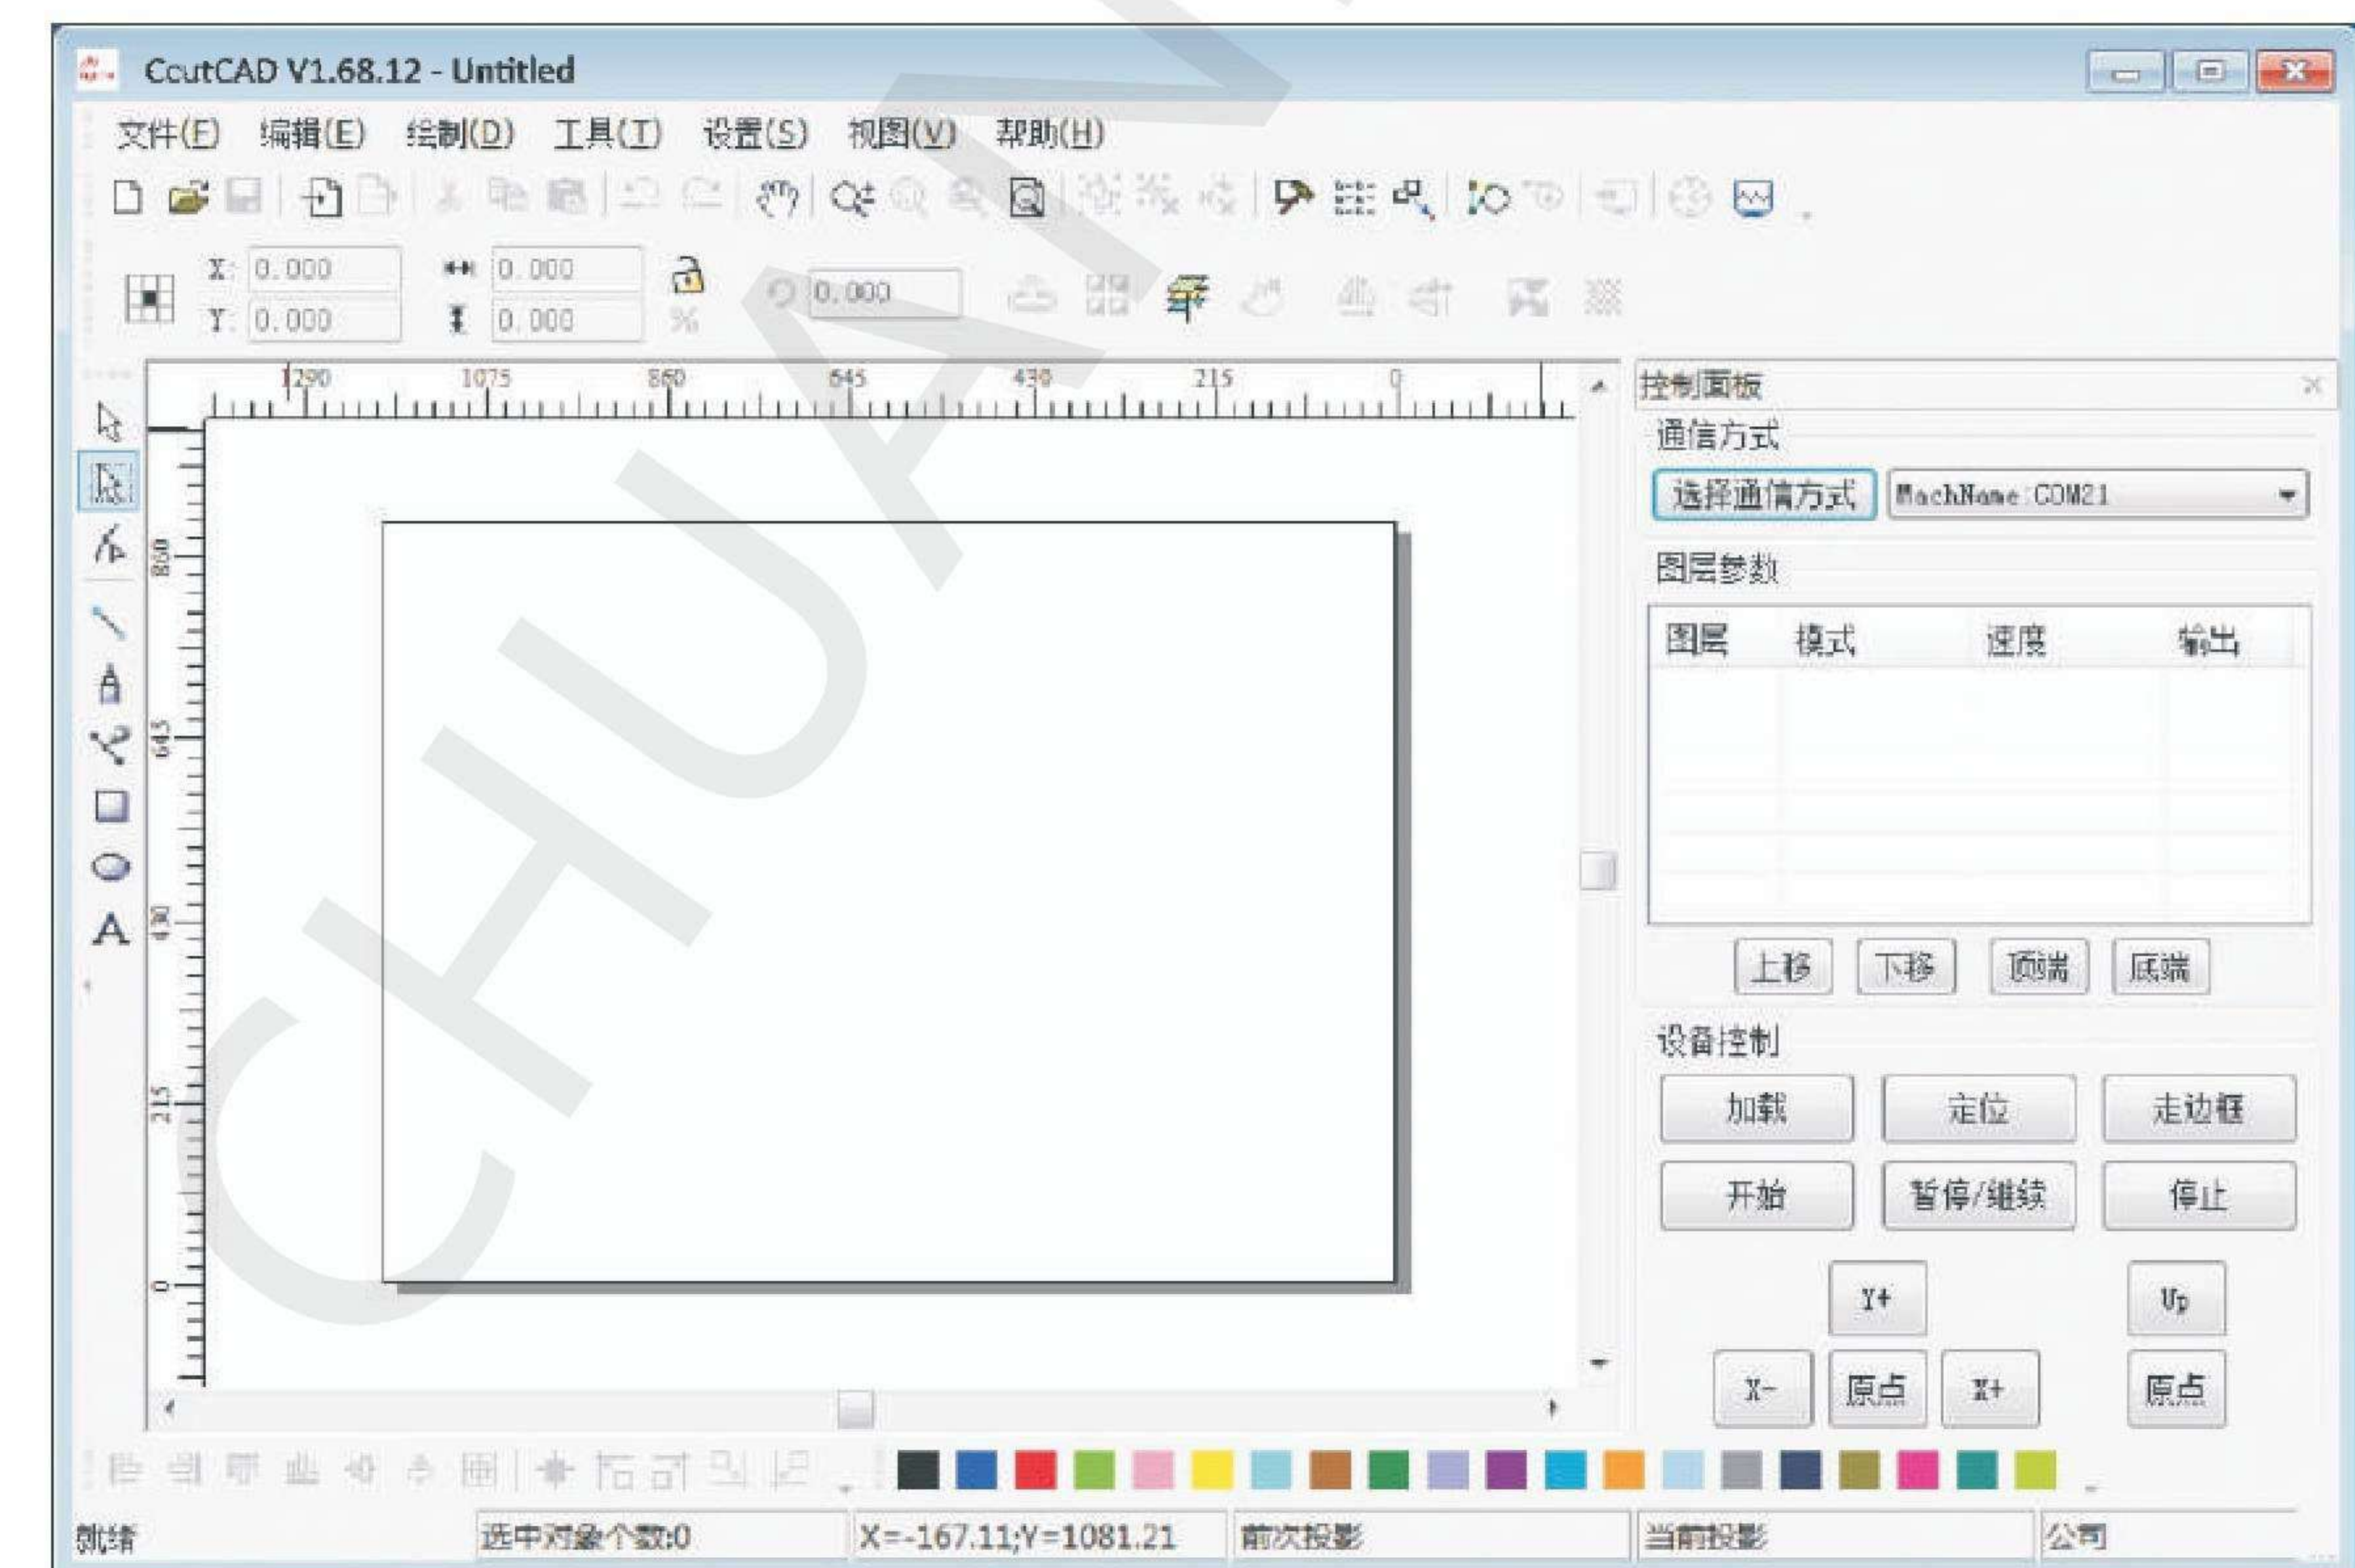 CcutCAD V1.68.12 - Untitled
文件(F) 编辑(E) 绘制(D) 工具(T) 设置(S) 视图(V) 帮助(H)
X: 0.000 0.000 0.000
Y: 0.000 0.000 %
1290 1075 860 645 430 215 0
控制面板
通信方式
选择通信方式 MachName:COM21
860
图层参数
图层 模式 速度 输出
645
430
上移 下移 顶端 底端
设备控制
215
加载 定位 走边框
开始 暂停/继续 停止
0
Y+ Up
X- 原点 X+ 原点
就绪 选中对象个数:0 X=-167.11;Y=1081.21 前次投影 当前投影 公司
CHUAN